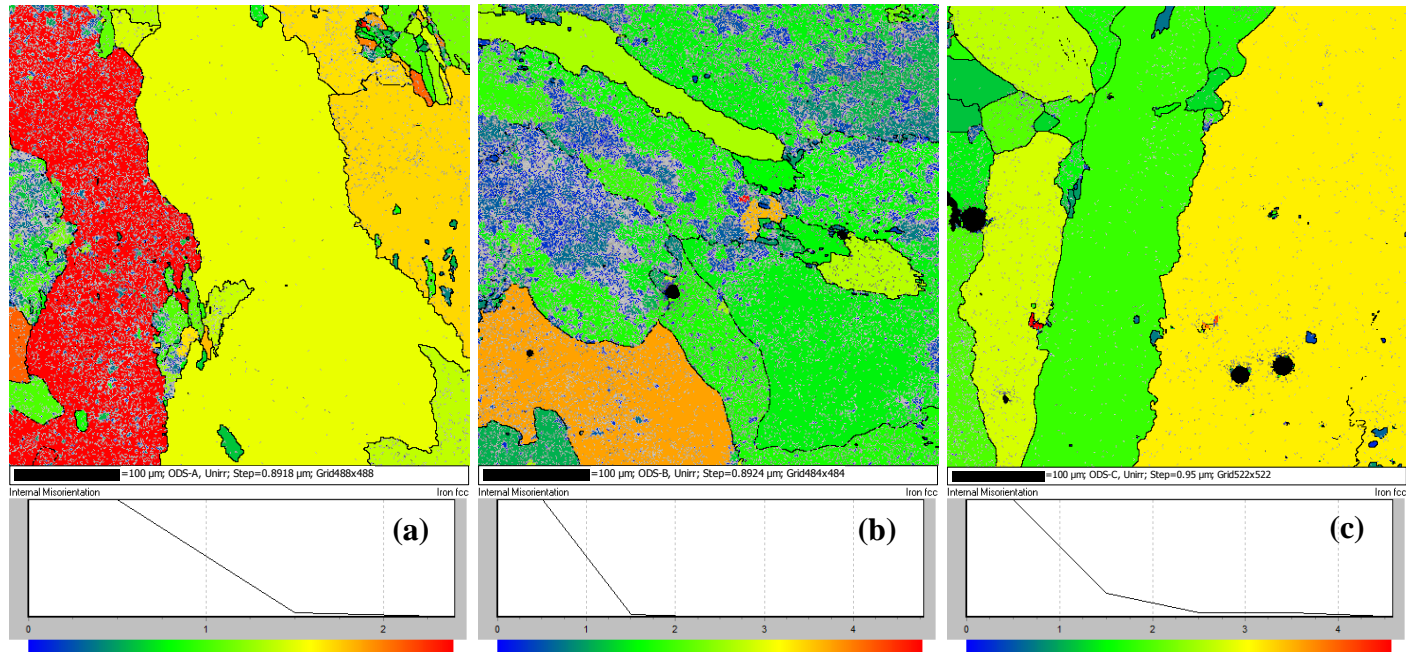 =100 µm; ODS-A, Unirr; Step=0.8918 µm; Grid488x488
=100 µm; ODS-B, Unirr; Step=0.8924 µm; Grid484x484
=100 µm; ODS-C, Unirr; Step=0.95 µm; Grid522x522
Internal Misorientation Iron fcc
Internal Misorientation Iron fcc
Internal Misorientation Iron fcc
(a)
(b)
(c)
0 1 2
0 1 2 3 4
0 1 2 3 4